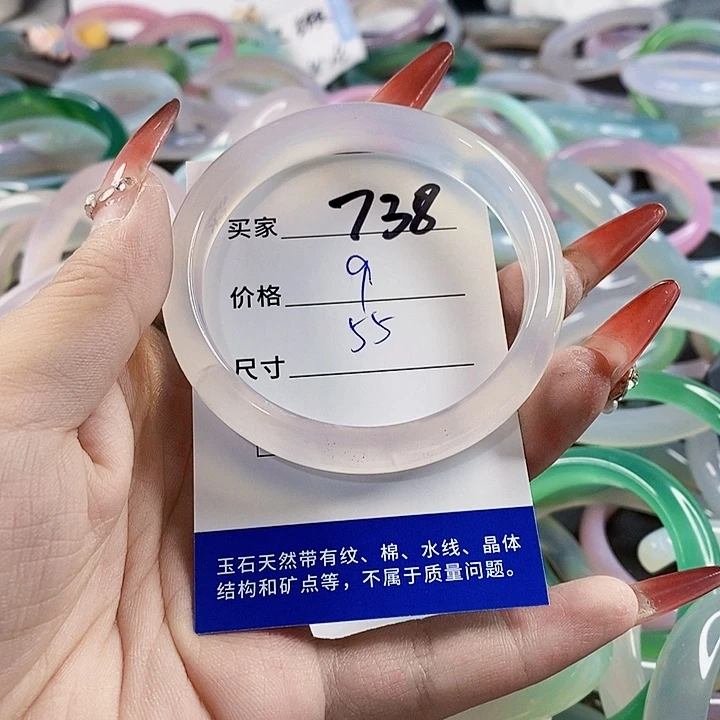 买家 738
价格 9
尺寸 55
玉石天然带有纹、棉、水线、晶体
结构和矿点等，不属于质量问题。